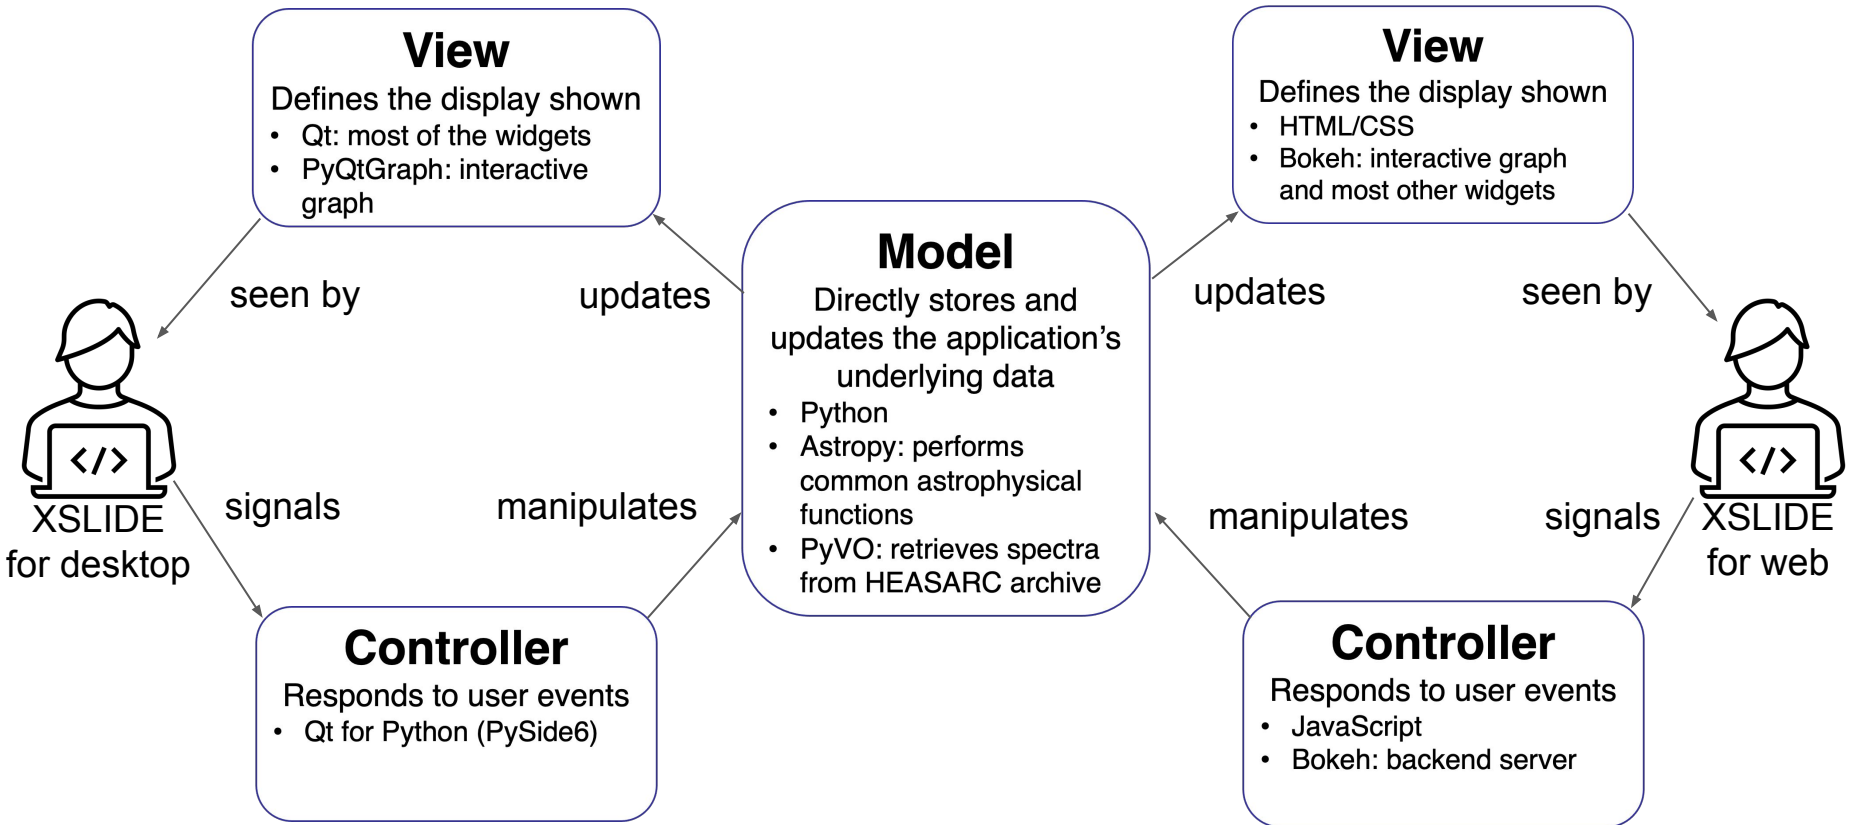 View
Defines the display shown
• Qt: most of the widgets
• PyQtGraph: interactive
graph
seen by
updates
</>
XSLIDE
for desktop
signals
manipulates
Controller
Responds to user events
• Qt for Python (PySide6)
Model
Directly stores and
updates the application’s
underlying data
• Python
• Astropy: performs
common astrophysical
functions
• PyVO: retrieves spectra
from HEASARC archive
View
Defines the display shown
• HTML/CSS
• Bokeh: interactive graph
and most other widgets
updates
seen by
</>
XSLIDE
for web
manipulates
signals
Controller
Responds to user events
• JavaScript
• Bokeh: backend server